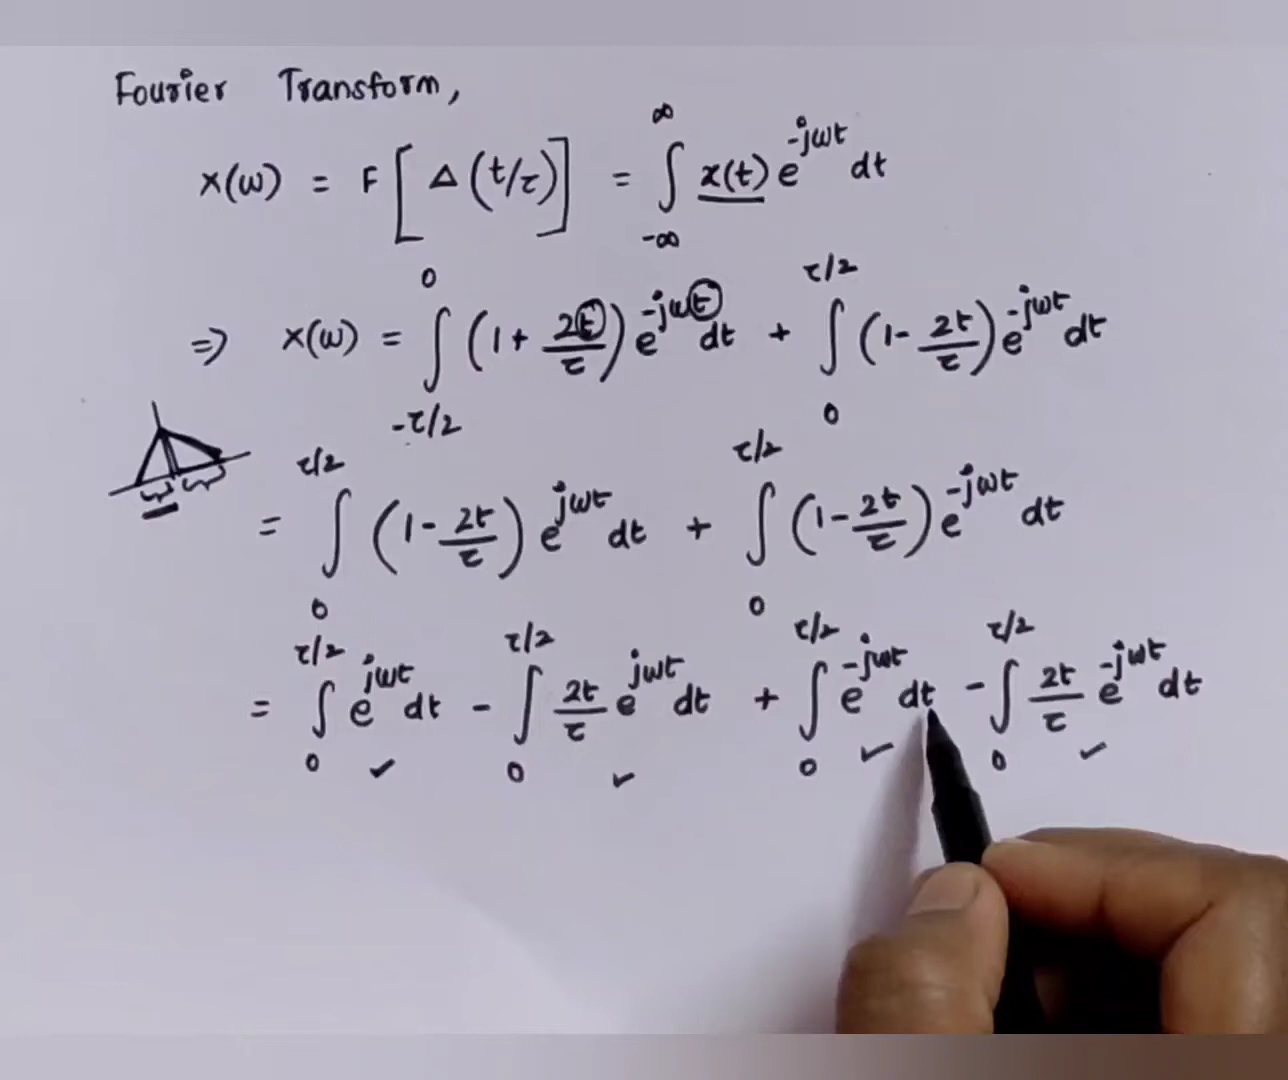 Fourier Transform,
X(ω) = F[Δ(t/τ)] = ∫_{-∞}^{∞} x(t) e^{-jωt} dt
⇒ X(ω) = ∫_{-τ/2}^{0} (1 + 2t/τ) e^{-jωt} dt + ∫_{0}^{τ/2} (1 - 2t/τ) e^{-jωt} dt
= ∫_{0}^{τ/2} (1 - 2t/τ) e^{jωt} dt + ∫_{0}^{τ/2} (1 - 2t/τ) e^{-jωt} dt
= ∫_{0}^{τ/2} e^{jωt} dt - ∫_{0}^{τ/2} 2t/τ e^{jωt} dt + ∫_{0}^{τ/2} e^{-jωt} dt - ∫_{0}^{τ/2} 2t/τ e^{-jωt} dt